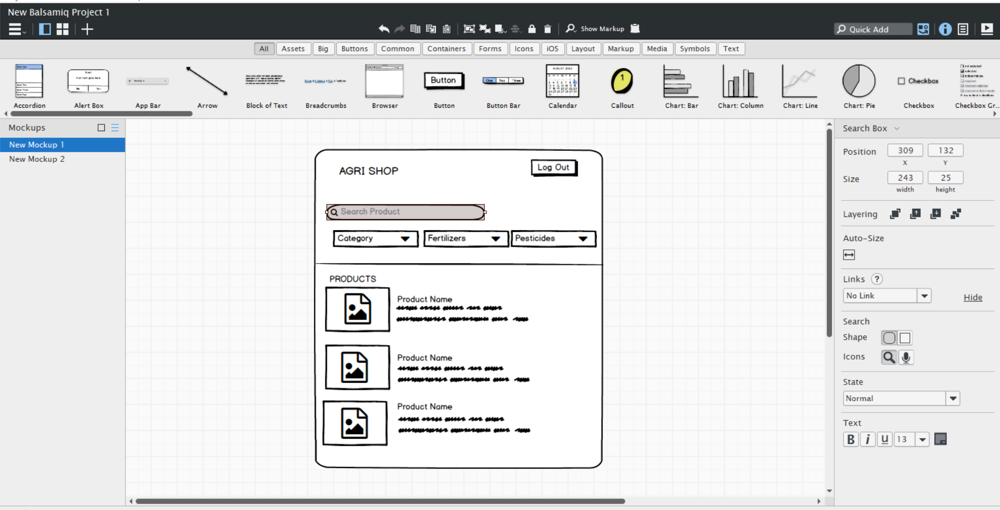 New Balsamiq Project 1
Show Markup
Quick Add
All Assets Big Buttons Common Containers Forms Icons iOS Layout Markup Media Symbols Text
Button
1
Checkbox
Accordion Alert Box App Bar Arrow Block of Text Breadcrumbs Browser Button Button Bar Calendar Callout Chart: Bar Chart: Column Chart: Line Chart: Pie Checkbox Checkbox Gr...
Mockups
New Mockup 1
New Mockup 2
AGRI SHOP
Log Out
Search Product
Category Fertilizers Pesticides
PRODUCTS
Product Name
Product Name
Product Name
Search Box
Position 309 132
X Y
Size 243 25
width height
Layering
Auto-Size
Links ?
No Link
Hide
Search
Shape
Icons
State
Normal
Text
B i U 13